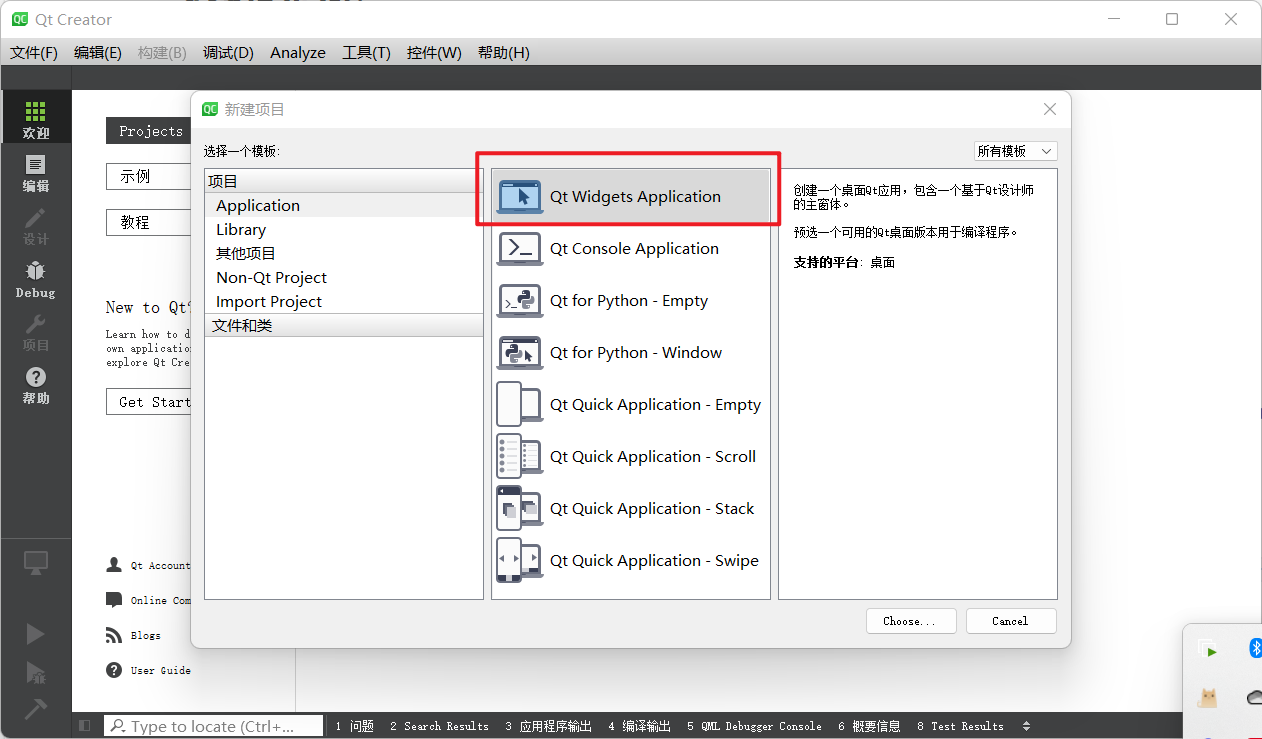 Qt Creator
文件(F) 编辑(E) 构建(B) 调试(D) Analyze 工具(T) 控件(W) 帮助(H)
欢迎
编辑
设计
Debug
项目
帮助
Projects
示例
教程
New to Qt?
Learn how to d
own applicatio
explore Qt Cre
Get Start
Qt Account
Online Com
Blogs
User Guide
新建项目
选择一个模板:
所有模板
项目
Application
Library
其他项目
Non-Qt Project
Import Project
文件和类
Qt Widgets Application
Qt Console Application
Qt for Python - Empty
Qt for Python - Window
Qt Quick Application - Empty
Qt Quick Application - Scroll
Qt Quick Application - Stack
Qt Quick Application - Swipe
创建一个桌面Qt应用，包含一个基于Qt设计师
的主窗体。
预选一个可用的Qt桌面版本用于编译程序。
支持的平台: 桌面
Choose...
Cancel
Type to locate (Ctrl+...
1 问题 2 Search Results 3 应用程序输出 4 编译输出 5 QML Debugger Console 6 概要信息 8 Test Results